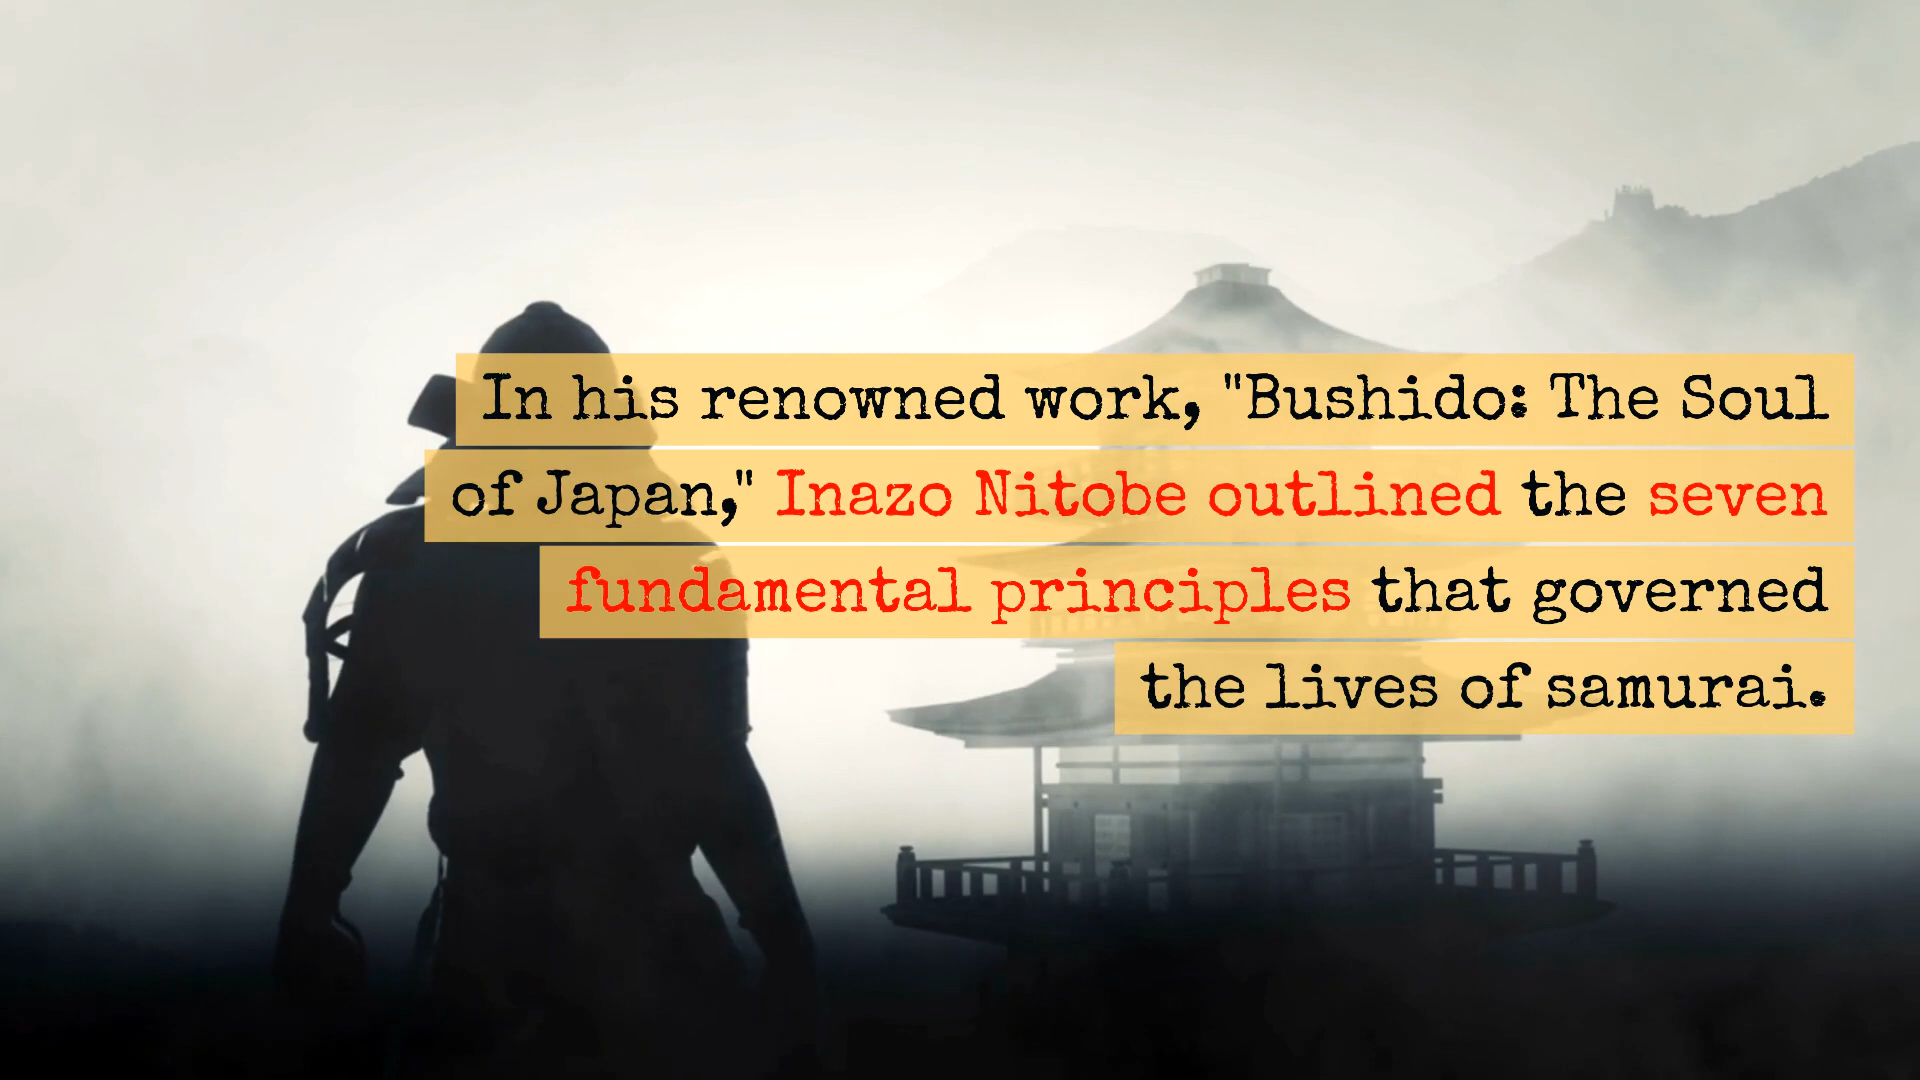 In his renowned work, "Bushido: The Soul
of Japan," Inazo Nitobe outlined the seven
fundamental principles that governed
the lives of samurai.